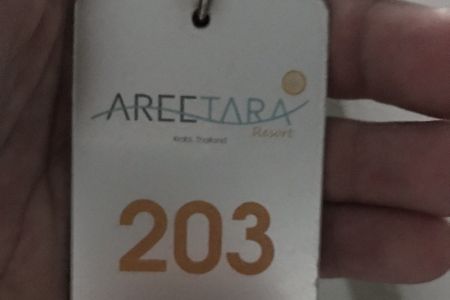 AREETARA
Resort
Krabi, Thailand
203